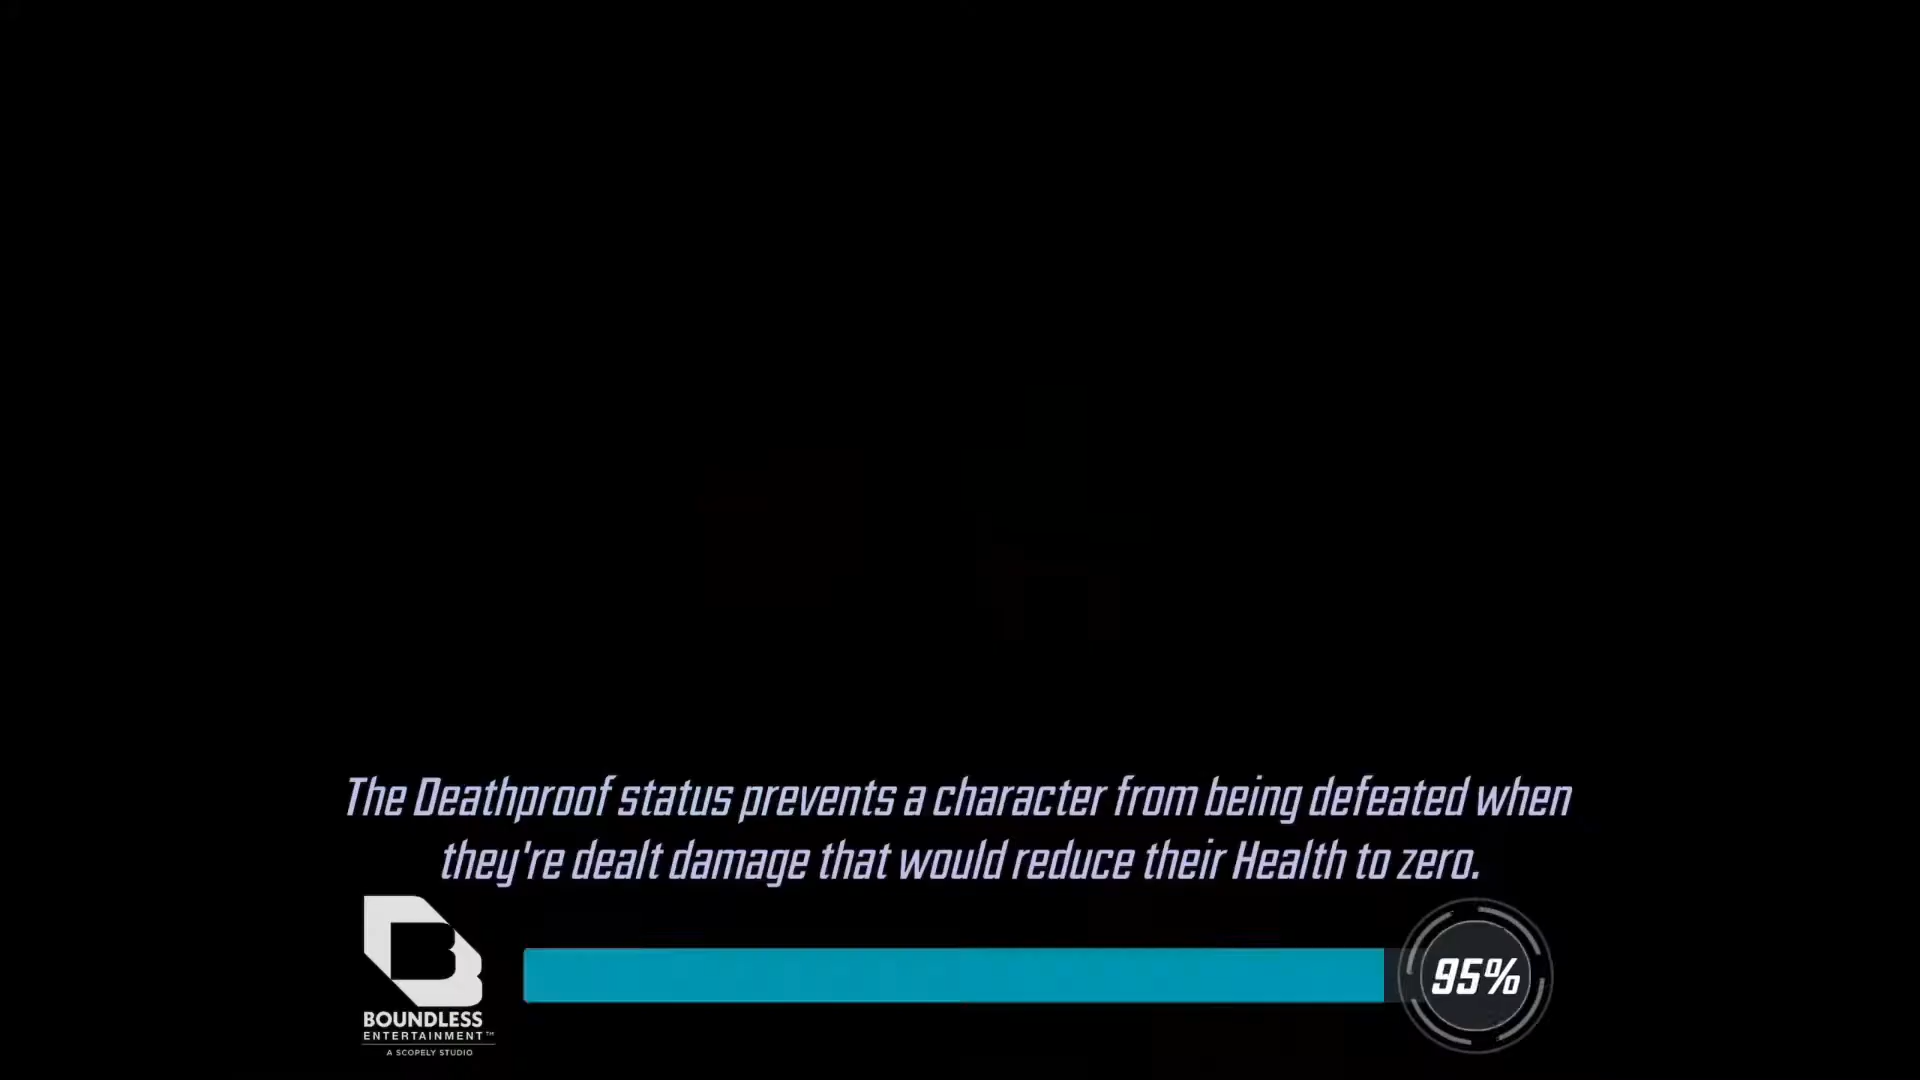 The Deathproof status prevents a character from being defeated when
they're dealt damage that would reduce their Health to zero.
95%
BOUNDLESS
ENTERTAINMENT™
A SCOPELY STUDIO